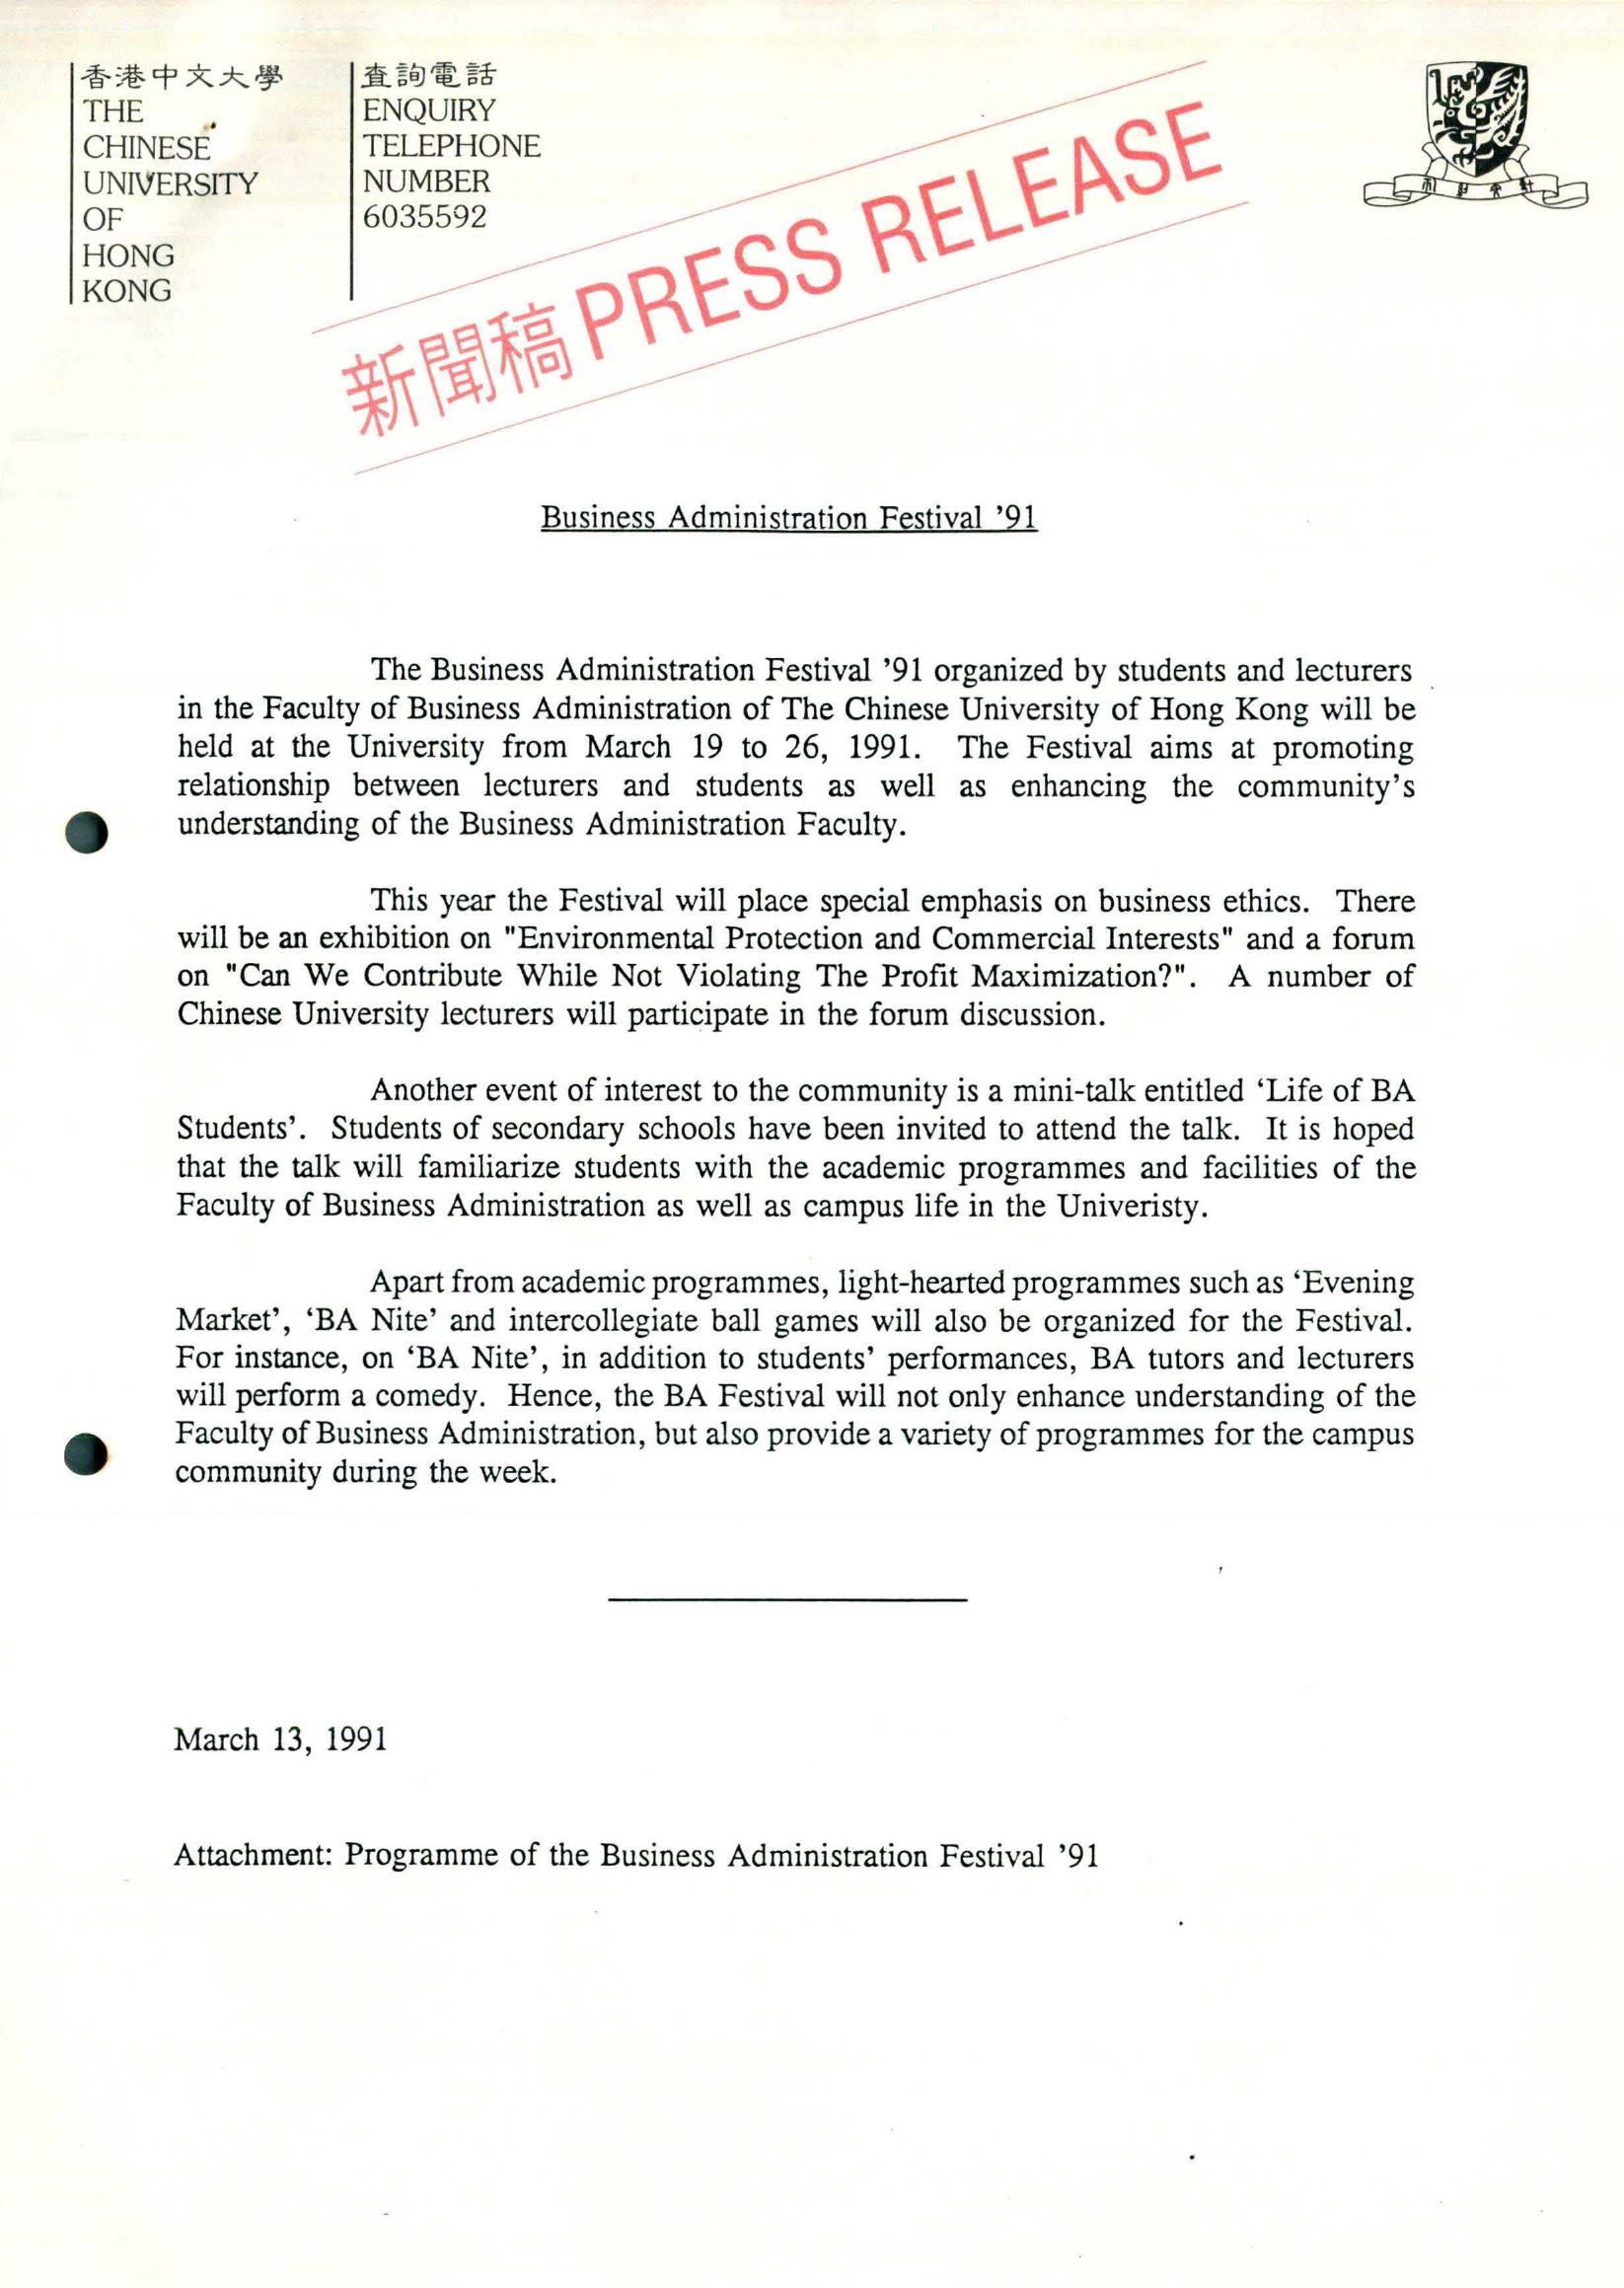 香港中文大學
THE
CHINESE
UNIVERSITY
OF
HONG
KONG
查詢電話
ENQUIRY
TELEPHONE
NUMBER
6035592
新聞稿 PRESS RELEASE
Business Administration Festival '91
The Business Administration Festival '91 organized by students and lecturers
in the Faculty of Business Administration of The Chinese University of Hong Kong will be
held at the University from March 19 to 26, 1991. The Festival aims at promoting
relationship between lecturers and students as well as enhancing the community's
understanding of the Business Administration Faculty.
This year the Festival will place special emphasis on business ethics. There
will be an exhibition on "Environmental Protection and Commercial Interests" and a forum
on "Can We Contribute While Not Violating The Profit Maximization?". A number of
Chinese University lecturers will participate in the forum discussion.
Another event of interest to the community is a mini-talk entitled ‘Life of BA
Students’. Students of secondary schools have been invited to attend the talk. It is hoped
that the talk will familiarize students with the academic programmes and facilities of the
Faculty of Business Administration as well as campus life in the Univeristy.
Apart from academic programmes, light-hearted programmes such as ‘Evening
Market’, ‘BA Nite’ and intercollegiate ball games will also be organized for the Festival.
For instance, on ‘BA Nite’, in addition to students’ performances, BA tutors and lecturers
will perform a comedy. Hence, the BA Festival will not only enhance understanding of the
Faculty of Business Administration, but also provide a variety of programmes for the campus
community during the week.
March 13, 1991
Attachment: Programme of the Business Administration Festival '91